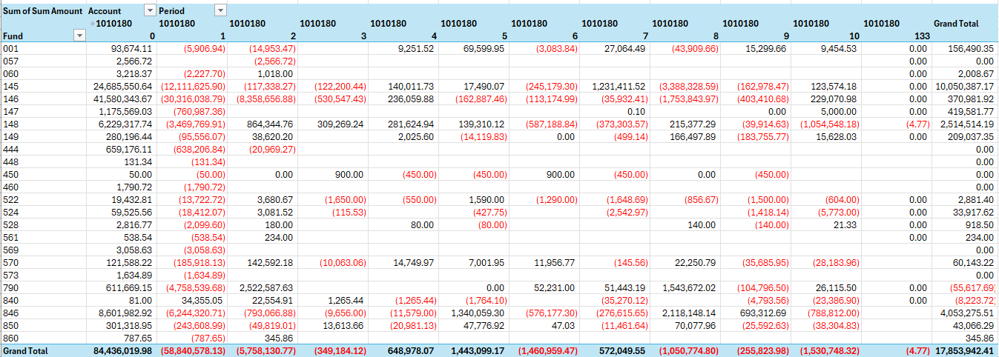 Sum of Sum Amount Account Period
1010180 1010180 1010180 1010180 1010180 1010180 1010180 1010180 1010180 1010180 1010180 1010180 Grand Total
Fund 0 1 2 3 4 5 6 7 8 9 10 133
001 93,674.11 (5,906.94) (14,953.47) 9,251.52 69,599.95 (3,083.84) 27,064.49 (43,909.66) 15,299.66 9,454.53 0.00 156,490.30
057 2,566.72 (2,566.72) 0.00 0.00
060 3,218.37 (2,227.70) 1,018.00 0.00 2,008.67
145 24,685,550.64 (12,111,625.90) (117,338.27) (122,200.44) 140,011.73 17,490.07 (245,179.30) 1,231,411.52 (3,388,328.59) (162,978.47) 123,574.18 0.00 10,050,387.17
146 41,580,343.67 (30,316,038.79) (8,358,656.88) (530,547.43) 236,059.88 (162,887.46) (113,174.99) (35,932.41) (1,753,843.97) (403,410.68) 229,070.98 0.00 370,981.92
147 1,175,569.03 (760,987.36) 0.10 0.00 5,000.00 0.00 419,581.77
148 6,229,317.74 (3,469,769.91) 864,344.76 309,269.24 281,624.94 139,310.12 (587,188.84) (373,303.57) 215,377.29 (39,914.63) (1,054,548.18) (4.77) 2,514,514.19
149 280,196.44 (95,556.07) 38,620.20 2,025.60 (14,119.83) 0.00 (499.14) 166,497.89 (183,755.77) 15,628.03 0.00 209,037.35
444 659,176.11 (638,206.84) (20,969.27) 0.00
448 131.34 (131.34) 0.00
450 50.00 (50.00) 0.00 900.00 (450.00) (450.00) 900.00 (450.00) 0.00 (450.00) 0.00
460 1,790.72 (1,790.72) 0.00
522 19,432.81 (13,722.72) 3,680.67 (1,650.00) (550.00) 1,590.00 (1,290.00) (1,648.69) (856.67) (1,500.00) (604.00) 0.00 2,881.40
524 59,525.56 (18,412.07) 3,081.52 (115.53) (427.75) (2,542.97) (1,418.14) (5,773.00) 0.00 33,917.62
528 2,816.77 (2,099.60) 180.00 80.00 (80.00) 140.00 (140.00) 21.33 0.00 918.50
561 538.54 (538.54) 234.00 0.00 234.00
569 3,058.63 (3,058.63) 0.00
570 121,588.22 (185,918.13) 142,592.18 (10,063.06) 14,749.97 7,001.95 11,956.77 (145.56) 22,250.79 (35,685.95) (28,183.96) 60,143.22
573 1,634.89 (1,634.89) 0.00
790 611,669.15 (4,758,539.68) 2,522,587.63 0.00 52,231.00 51,443.19 1,543,672.02 (104,796.50) 26,115.50 0.00 (55,617.69)
840 81.00 34,355.05 22,554.91 1,265.44 (1,265.44) (1,764.10) (35,270.12) (4,793.56) (23,386.90) 0.00 (8,223.72)
846 8,601,982.92 (6,244,320.71) (793,066.88) (9,656.00) (11,579.00) 1,340,059.30 (576,177.30) (276,615.65) 2,118,148.14 693,312.69 (788,812.00) 4,053,275.51
850 301,318.95 (243,608.99) (49,819.01) 13,613.66 (20,981.13) 47,776.92 47.03 (11,461.64) 70,077.96 (25,592.63) (38,304.83) 43,066.29
860 787.65 (787.65) 345.86 345.86
Grand Total 84,436,019.98 (58,840,578.13) (5,758,130.77) (349,184.12) 648,978.07 1,443,099.17 (1,460,959.47) 572,049.55 (1,050,774.80) (255,823.98) (1,530,748.32) (4.77) 17,853,942.41